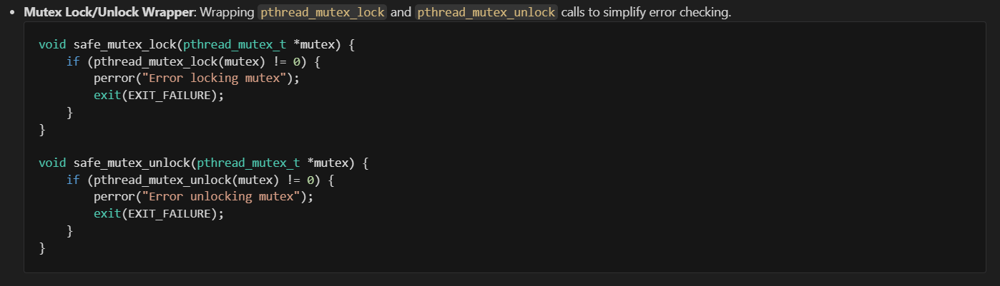 • Mutex Lock/Unlock Wrapper: Wrapping pthread_mutex_lock and pthread_mutex_unlock calls to simplify error checking.
void safe_mutex_lock(pthread_mutex_t *mutex) {
    if (pthread_mutex_lock(mutex) != 0) {
        perror("Error locking mutex");
        exit(EXIT_FAILURE);
    }
}

void safe_mutex_unlock(pthread_mutex_t *mutex) {
    if (pthread_mutex_unlock(mutex) != 0) {
        perror("Error unlocking mutex");
        exit(EXIT_FAILURE);
    }
}